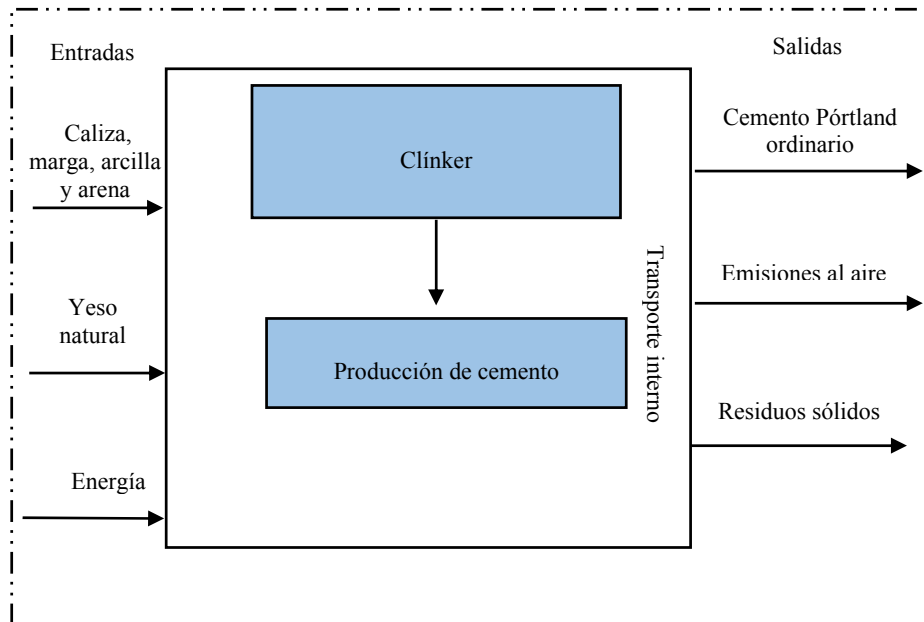 Entradas
Salidas
Caliza,
marga, arcilla
y arena
Yeso
natural
Energía
Clínker
Producción de cemento
Transporte interno
Cemento Pórtland
ordinario
Emisiones al aire
Residuos sólidos